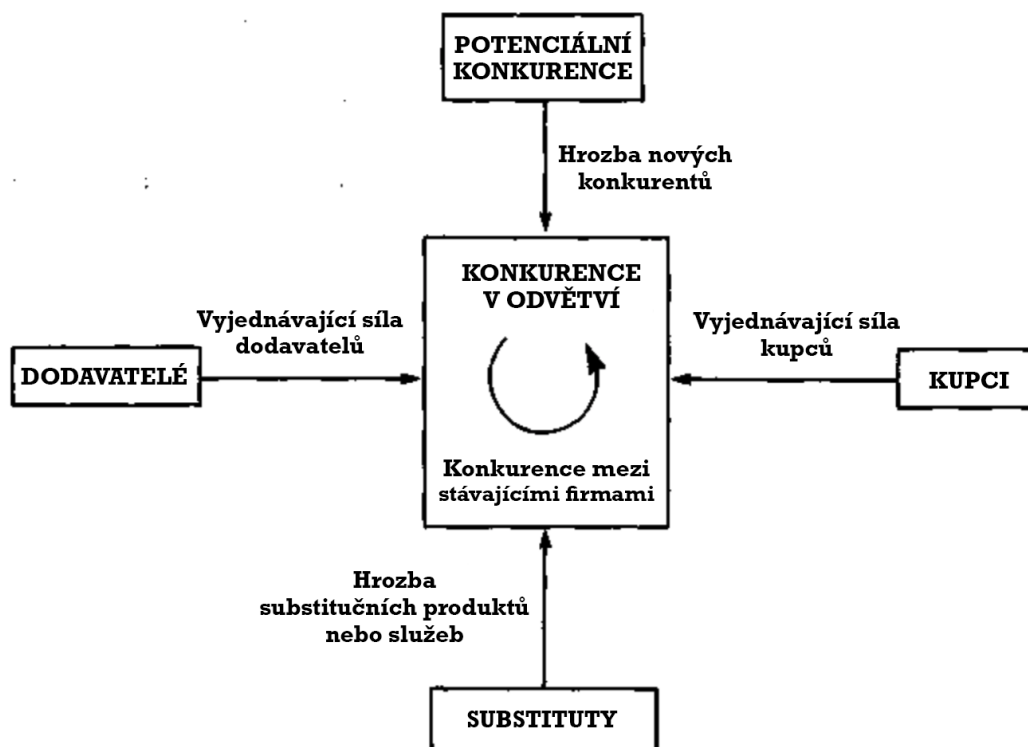 POTENCIÁLNÍ
KONKURENCE
Hrozba nových
konkurentů
KONKURENCE
V ODVĚTVÍ
Vyjednávající síla
dodavatelů
Vyjednávající síla
kupců
DODAVATELÉ
KUPCI
Konkurence mezi
stávajícími firmami
Hrozba
substitučních produktů
nebo služeb
SUBSTITUTY